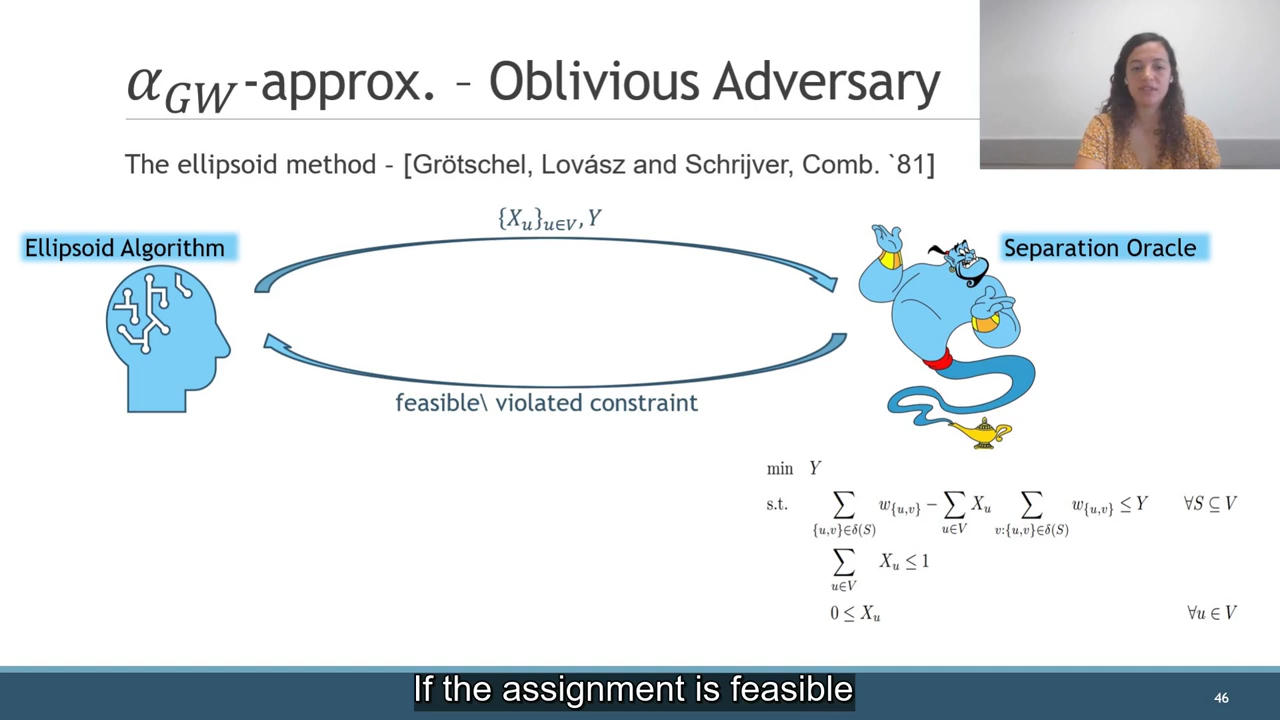 α_GW-approx. – Oblivious Adversary
The ellipsoid method - [Grötschel, Lovász and Schrijver, Comb. `81]
{X_u}_{u∈V}, Y
Ellipsoid Algorithm
Separation Oracle
feasible\ violated constraint
min Y
s.t. ∑_{{u,v}∈δ(S)} w_{{u,v}} − ∑_{u∈V} X_u ∑_{v:{u,v}∈δ(S)} w_{{u,v}} ≤ Y ∀S ⊆ V
∑_{u∈V} X_u ≤ 1
0 ≤ X_u ∀u ∈ V
If the assignment is feasible
46